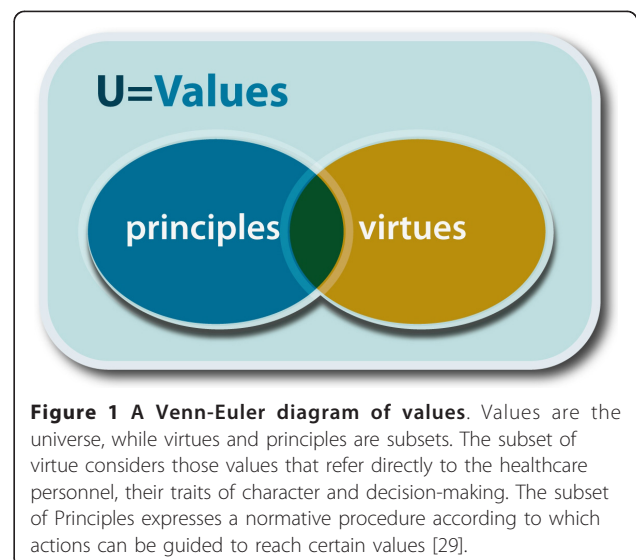 U=Values
principles virtues
Figure 1 A Venn-Euler diagram of values. Values are the
universe, while virtues and principles are subsets. The subset of
virtue considers those values that refer directly to the healthcare
personnel, their traits of character and decision-making. The subset
of Principles expresses a normative procedure according to which
actions can be guided to reach certain values [29].